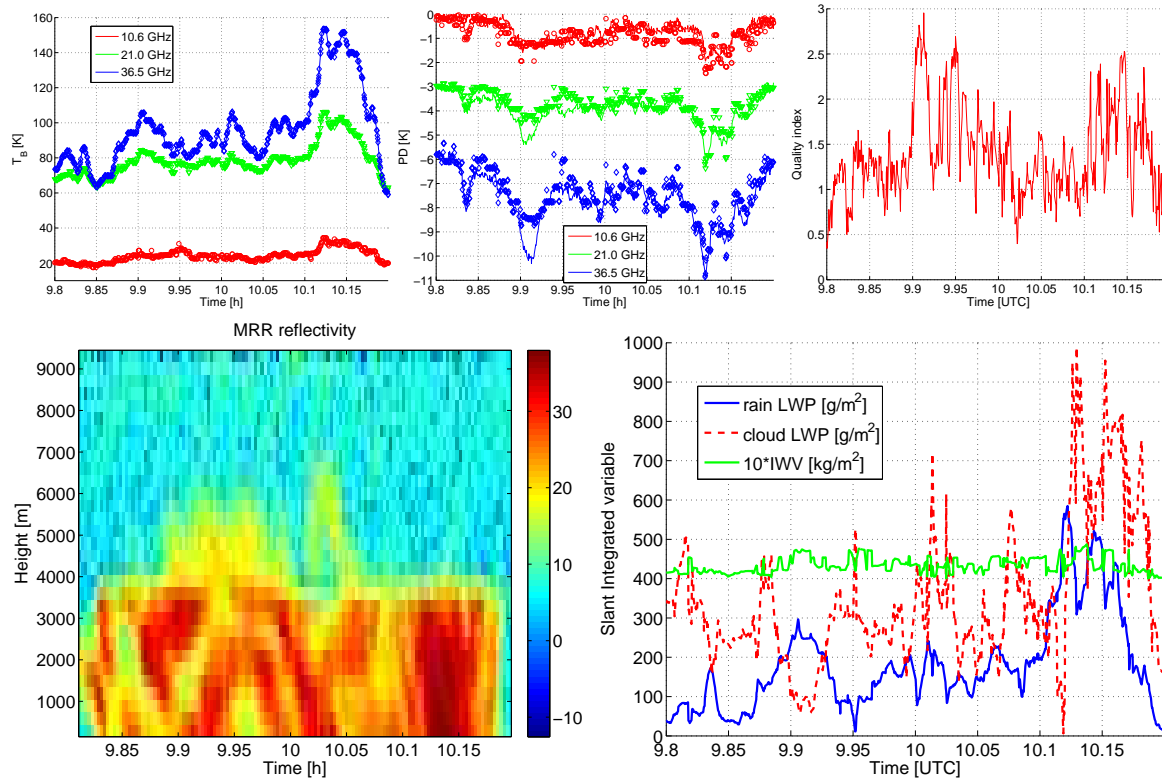 160
140
120
100
80
60
40
20
T_B [K]
10.6 GHz
21.0 GHz
36.5 GHz
9.8 9.85 9.9 9.95 10 10.05 10.1 10.15
Time [h]
0
−1
−2
−3
−4
−5
−6
−7
−8
−9
−10
−11
PD [K]
10.6 GHz
21.0 GHz
36.5 GHz
9.8 9.85 9.9 9.95 10 10.05 10.1 10.15
Time [h]
3
2.5
2
1.5
1
0.5
0
Quality index
9.8 9.85 9.9 9.95 10 10.05 10.1 10.15
Time [UTC]
MRR reflectivity
9000
8000
7000
6000
5000
4000
3000
2000
1000
Height [m]
9.85 9.9 9.95 10 10.05 10.1 10.15
Time [h]
30
20
10
0
−10
1000
900
800
700
600
500
400
300
200
100
0
Slant Integrated variable
rain LWP [g/m²]
cloud LWP [g/m²]
10*IWV [kg/m²]
9.8 9.85 9.9 9.95 10 10.05 10.1 10.15
Time [UTC]